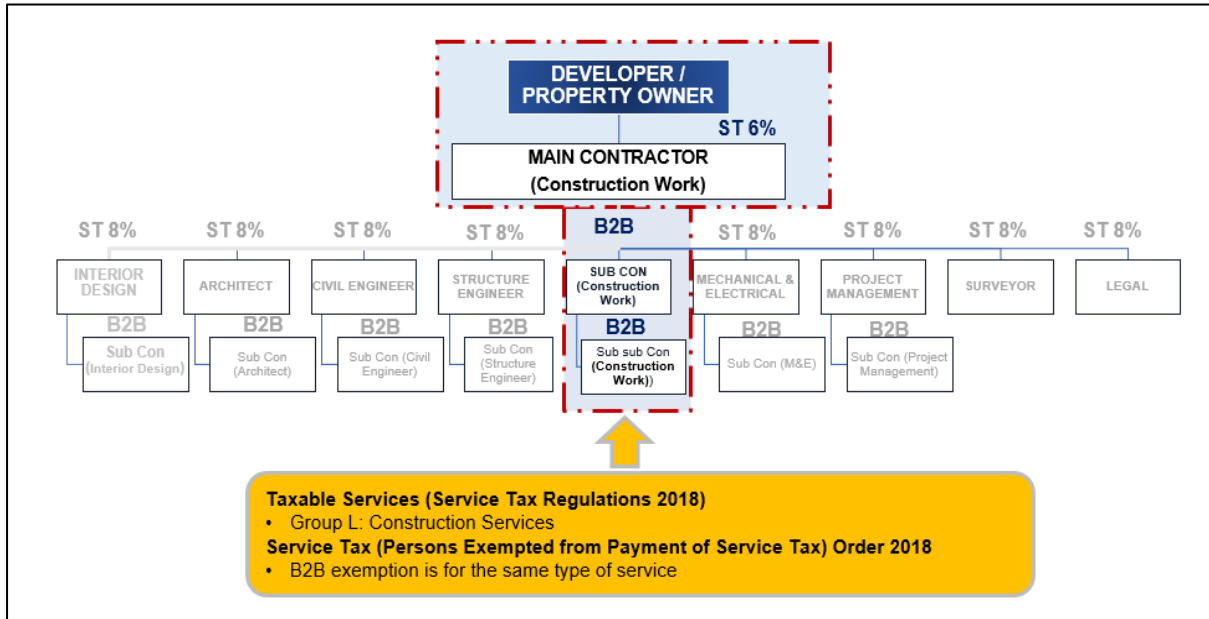 DEVELOPER /
PROPERTY OWNER
ST 6%
MAIN CONTRACTOR
(Construction Work)
ST 8%
ST 8%
ST 8%
ST 8%
B2B
ST 8%
ST 8%
ST 8%
ST 8%
INTERIOR
DESIGN
ARCHITECT
CIVIL ENGINEER
STRUCTURE
ENGINEER
SUB CON
(Construction
Work)
MECHANICAL &
ELECTRICAL
PROJECT
MANAGEMENT
SURVEYOR
LEGAL
B2B
Sub Con
(Interior Design)
B2B
Sub Con
(Architect)
B2B
Sub Con (Civil
Engineer)
B2B
Sub Con
(Structure
Engineer)
B2B
Sub sub Con
(Construction
Work))
B2B
Sub Con (M&E)
B2B
Sub Con (Project
Management)
Taxable Services (Service Tax Regulations 2018)
• Group L: Construction Services
Service Tax (Persons Exempted from Payment of Service Tax) Order 2018
• B2B exemption is for the same type of service